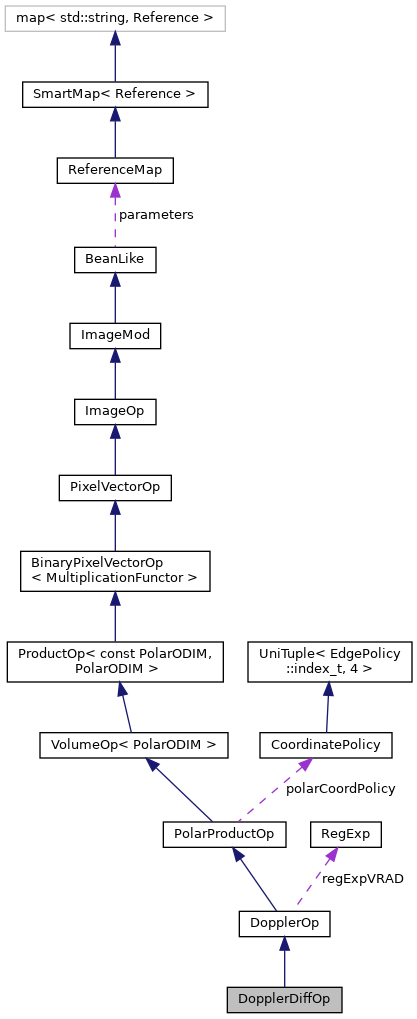 map< std::string, Reference >
SmartMap< Reference >
ReferenceMap
parameters
BeanLike
ImageMod
ImageOp
PixelVectorOp
BinaryPixelVectorOp
< MultiplicationFunctor >
ProductOp< const PolarODIM,
PolarODIM >
UniTuple< EdgePolicy
::index_t, 4 >
VolumeOp< PolarODIM >
CoordinatePolicy
polarCoordPolicy
PolarProductOp
RegExp
regExpVRAD
DopplerOp
DopplerDiffOp